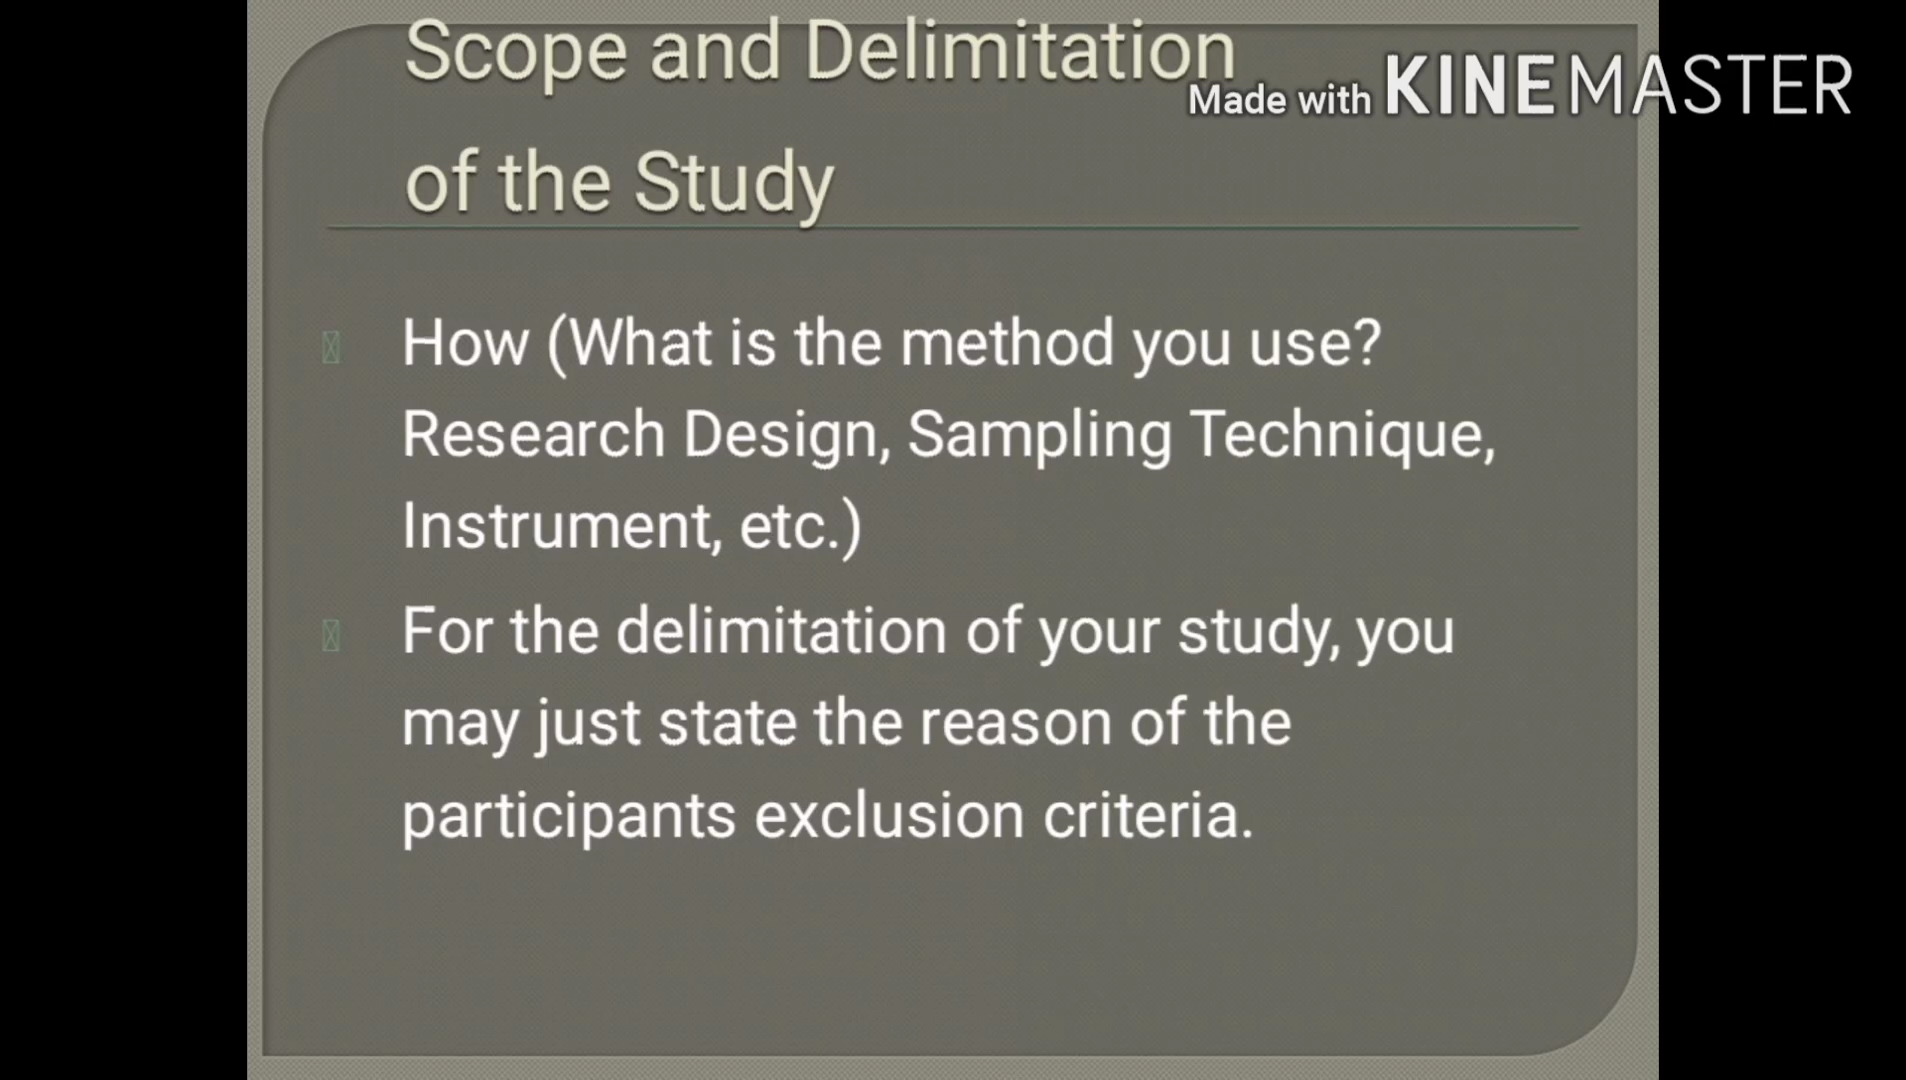 Scope and Delimitation
Made with KINEMASTER
of the Study
How (What is the method you use?
Research Design, Sampling Technique,
Instrument, etc.)
For the delimitation of your study, you
may just state the reason of the
participants exclusion criteria.